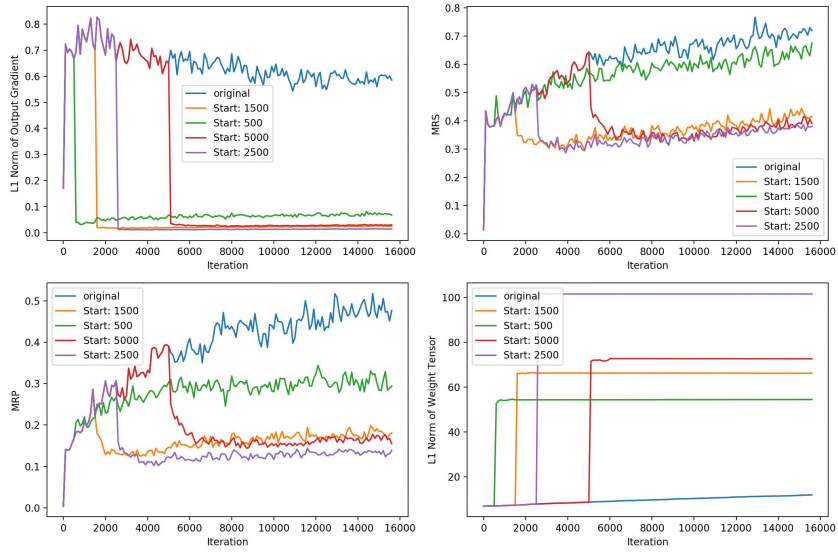 0.8
0.7
0.6
0.5
0.4
0.3
0.2
0.1
0.0
L1 Norm of Output Gradient
original
Start: 1500
Start: 500
Start: 5000
Start: 2500
0 2000 4000 6000 8000 10000 12000 14000 16000
Iteration
0.8
0.7
0.6
0.5
0.4
0.3
0.2
0.1
0.0
MRS
original
Start: 1500
Start: 500
Start: 5000
Start: 2500
0 2000 4000 6000 8000 10000 12000 14000 16000
Iteration
0.5
0.4
0.3
0.2
0.1
0.0
MRP
original
Start: 1500
Start: 500
Start: 5000
Start: 2500
0 2000 4000 6000 8000 10000 12000 14000 16000
Iteration
100
80
60
40
20
L1 Norm of Weight Tensor
original
Start: 1500
Start: 500
Start: 5000
Start: 2500
0 2000 4000 6000 8000 10000 12000 14000 16000
Iteration